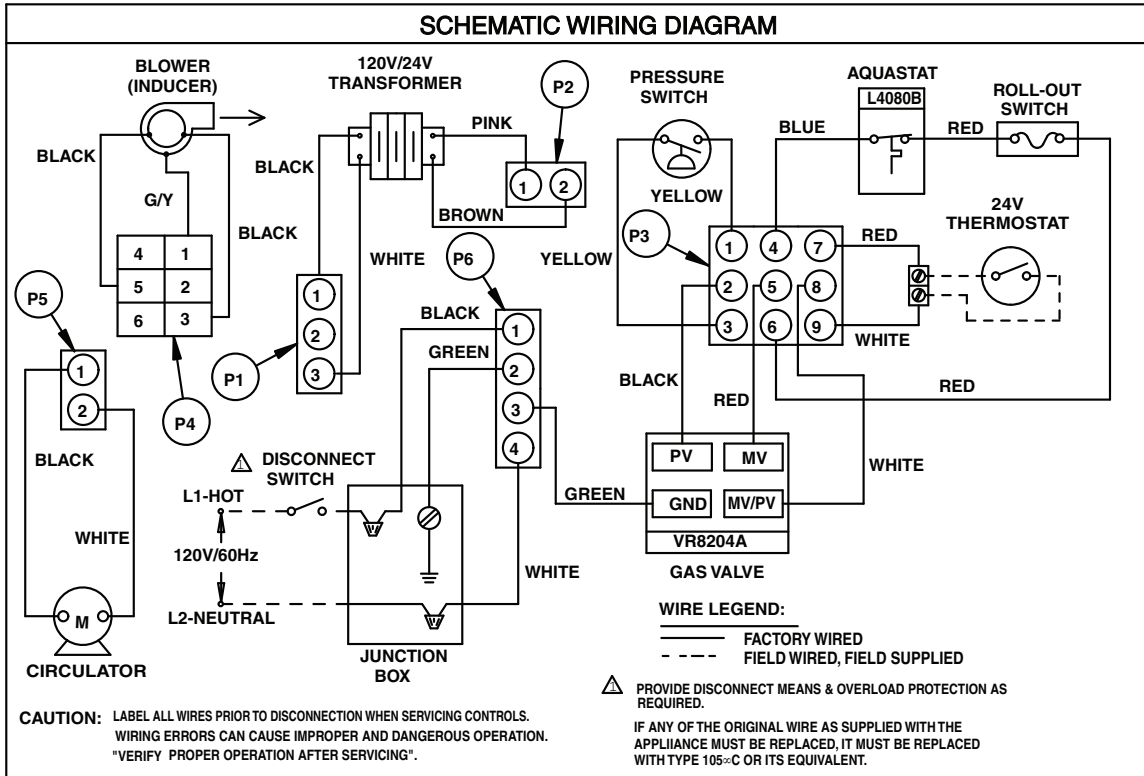 SCHEMATIC WIRING DIAGRAM
BLOWER
(INDUCER)
BLACK
G/Y
BLACK
4 1
5 2
6 3
P4
P5
1
2
BLACK
WHITE
M
CIRCULATOR
120V/24V
TRANSFORMER
BLACK
WHITE
PINK
BROWN
P2
1 2
P1
1
2
3
P6
BLACK
GREEN
1
2
3
4
GREEN
WHITE
⚠1 DISCONNECT
SWITCH
L1-HOT
120V/60Hz
L2-NEUTRAL
JUNCTION
BOX
PRESSURE
SWITCH
YELLOW
YELLOW
P3
1 4 7
2 5 8
3 6 9
AQUASTAT
L4080B
BLUE
RED
ROLL-OUT
SWITCH
24V
THERMOSTAT
RED
WHITE
RED
BLACK
RED
WHITE
PV MV
GND MV/PV
VR8204A
GAS VALVE
WIRE LEGEND:
FACTORY WIRED
FIELD WIRED, FIELD SUPPLIED
⚠1 PROVIDE DISCONNECT MEANS & OVERLOAD PROTECTION AS
REQUIRED.
IF ANY OF THE ORIGINAL WIRE AS SUPPLIED WITH THE
APPLIIANCE MUST BE REPLACED, IT MUST BE REPLACED
WITH TYPE 105∞C OR ITS EQUIVALENT.
CAUTION: LABEL ALL WIRES PRIOR TO DISCONNECTION WHEN SERVICING CONTROLS.
WIRING ERRORS CAN CAUSE IMPROPER AND DANGEROUS OPERATION.
"VERIFY PROPER OPERATION AFTER SERVICING".